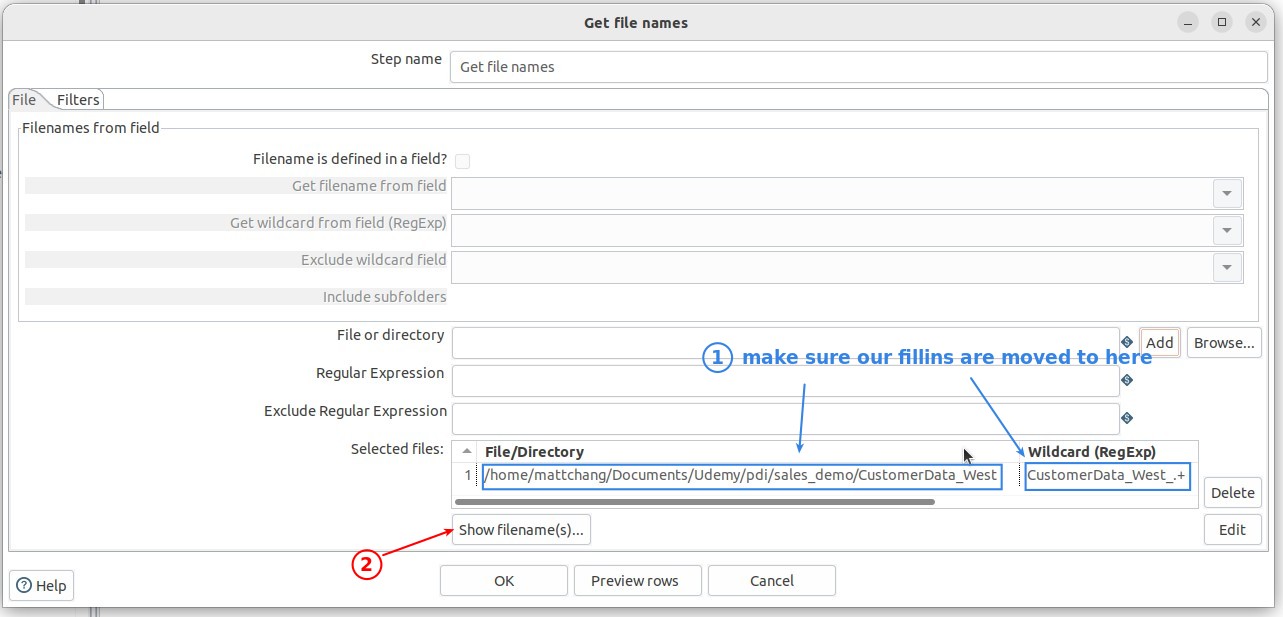 Get file names
Step name
Get file names
File
Filters
Filenames from field
Filename is defined in a field?
Get filename from field
Get wildcard from field (RegExp)
Exclude wildcard field
Include subfolders
File or directory
Add
Browse...
① make sure our fillins are moved to here
Regular Expression
Exclude Regular Expression
Selected files:
File/Directory
Wildcard (RegExp)
1
/home/mattchang/Documents/Udemy/pdi/sales_demo/CustomerData_West
CustomerData_West_.+
Delete
Show filename(s)...
Edit
②
Help
OK
Preview rows
Cancel